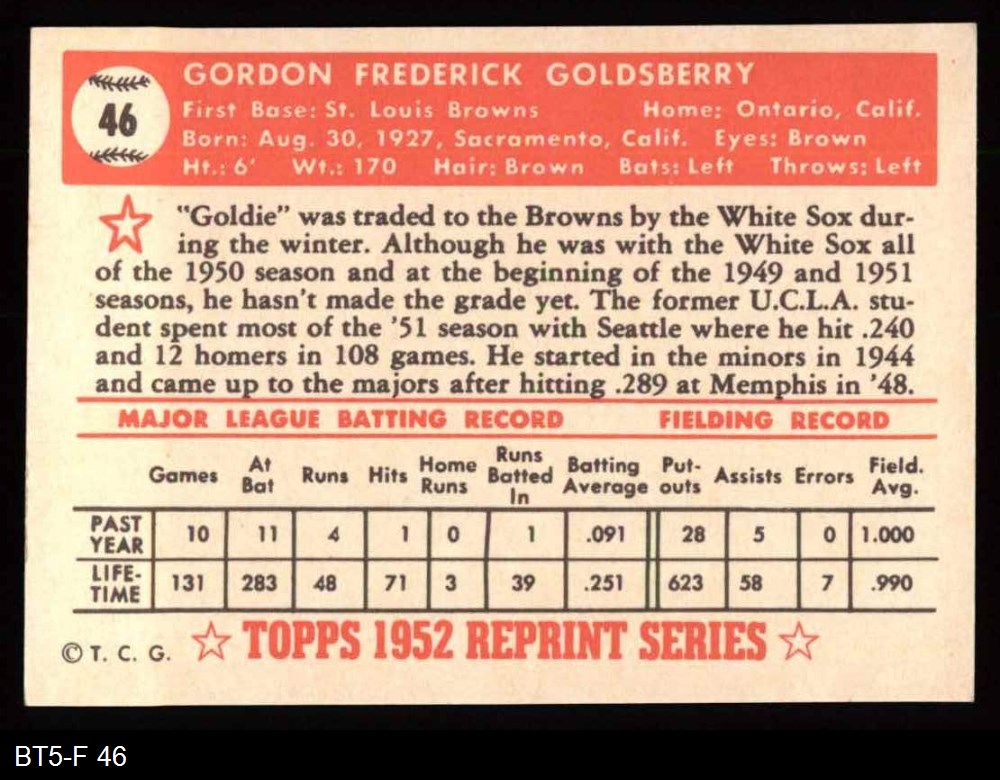 GORDON FREDERICK GOLDSBERRY
46
First Base: St. Louis Browns Home: Ontario, Calif.
Born: Aug. 30, 1927, Sacramento, Calif. Eyes: Brown
Ht.: 6' Wt.: 170 Hair: Brown Bats: Left Throws: Left
"Goldie" was traded to the Browns by the White Sox dur-
ing the winter. Although he was with the White Sox all
of the 1950 season and at the beginning of the 1949 and 1951
seasons, he hasn't made the grade yet. The former U.C.L.A. stu-
dent spent most of the '51 season with Seattle where he hit .240
and 12 homers in 108 games. He started in the minors in 1944
and came up to the majors after hitting .289 at Memphis in '48.
MAJOR LEAGUE BATTING RECORD FIELDING RECORD
Games At Bat Runs Hits Home Runs Runs Batted In Batting Average Put-outs Assists Errors Field. Avg.
PAST YEAR 10 11 4 1 0 1 .091 28 5 0 1.000
LIFE-TIME 131 283 48 71 3 39 .251 623 58 7 .990
© T. C. G. TOPPS 1952 REPRINT SERIES
BT5-F 46